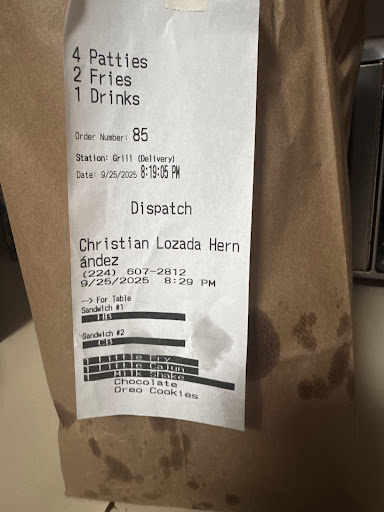 4 Patties
2 Fries
1 Drinks
Order Number: 85
Station: Grill (Delivery)
Date: 9/25/2025 8:19:05 PM
Dispatch
Christian Lozada Hern
ández
(224) 607-2812
9/25/2025 8:29 PM
--> For Table
Sandwich #1
HB
Sandwich #2
CB
1 Little Fry
1 Little Cajun
1 Milk Shake
Chocolate
Oreo Cookies